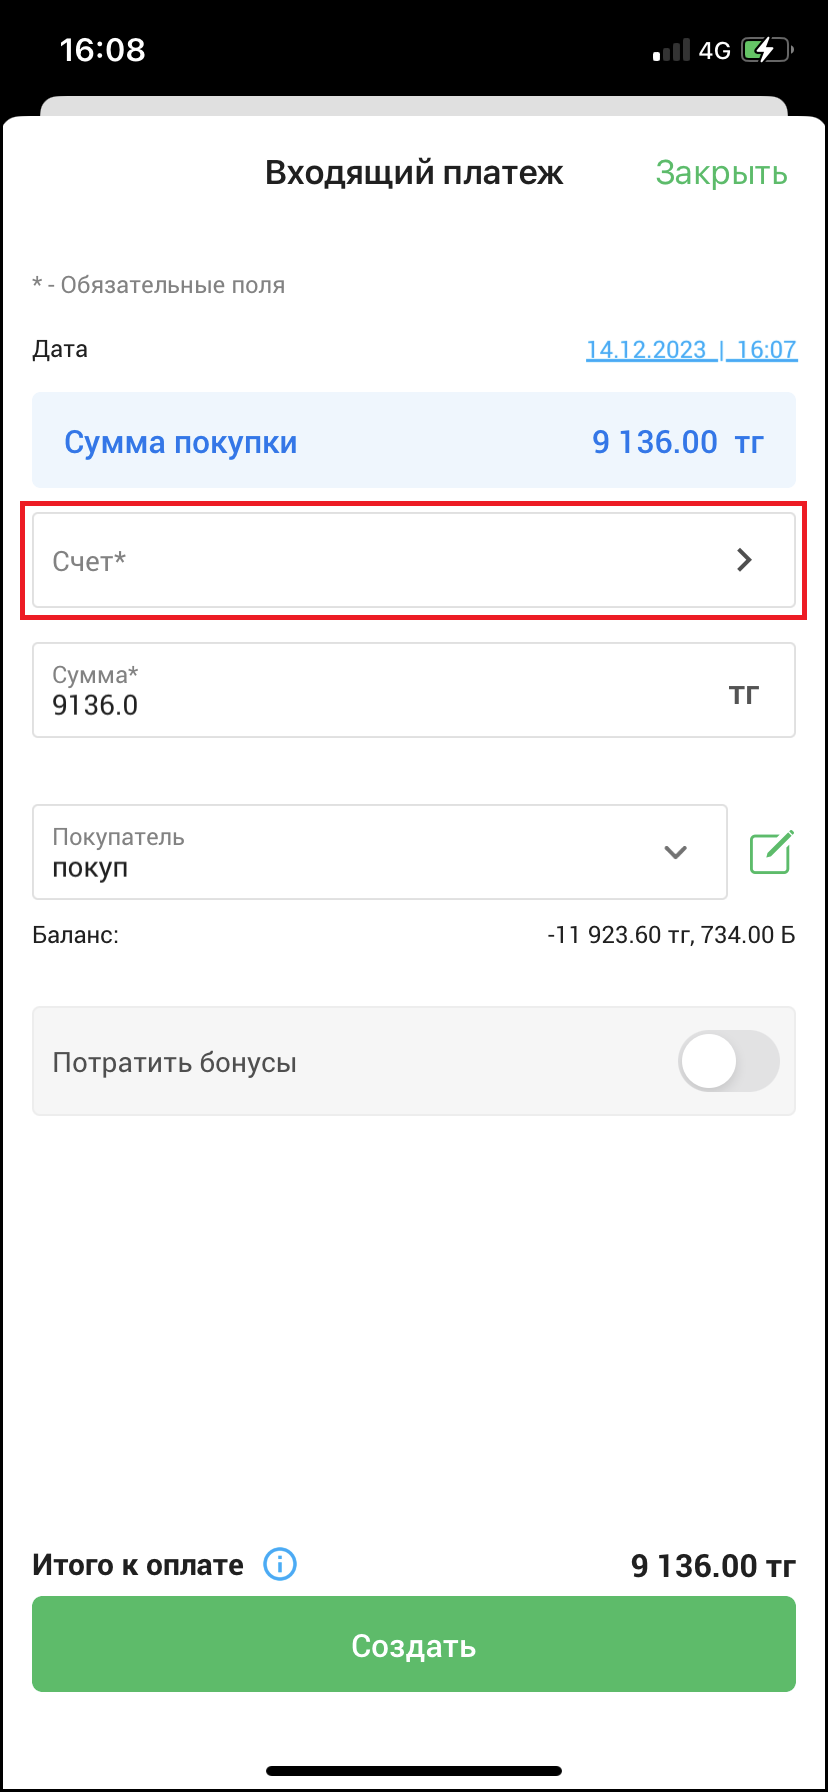 16:08
4G
Входящий платеж
Закрыть
* - Обязательные поля
Дата
14.12.2023 | 16:07
Сумма покупки
9 136.00 тг
Счет*
Сумма*
9136.0
тг
Покупатель
покуп
Баланс:
-11 923.60 тг, 734.00 Б
Потратить бонусы
Итого к оплате
9 136.00 тг
Создать